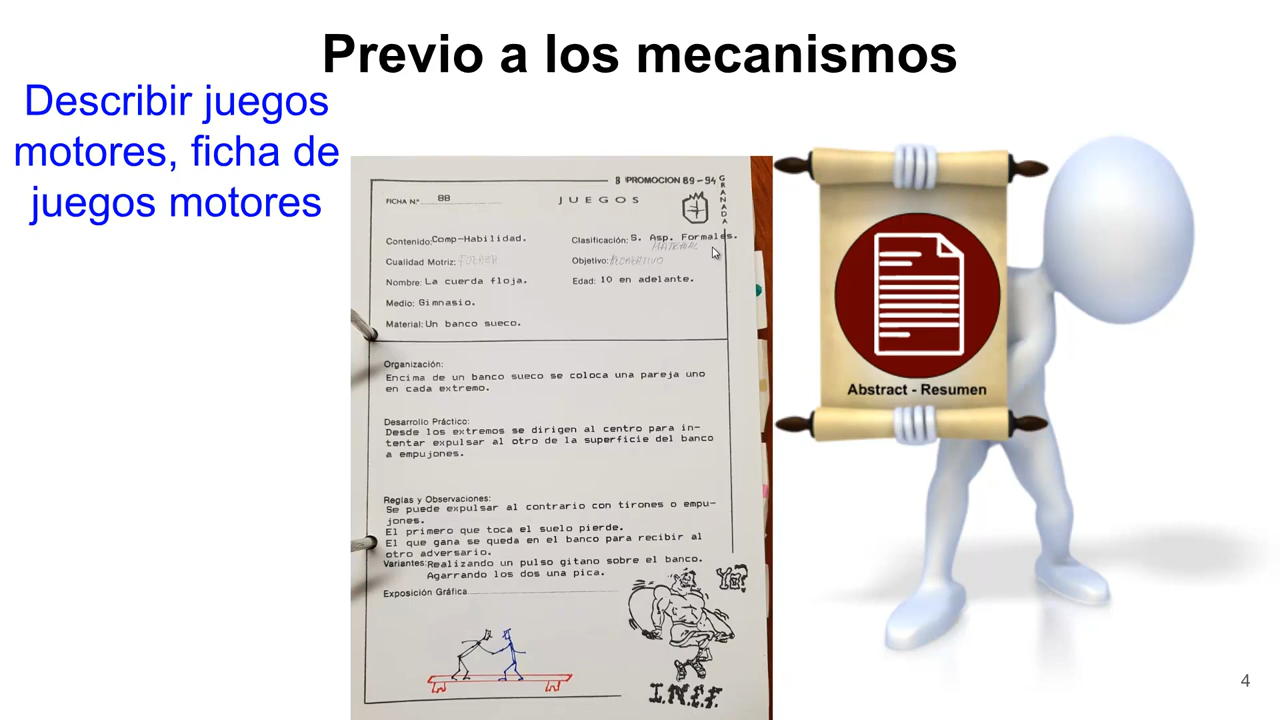 Previo a los mecanismos
Describir juegos
motores, ficha de
juegos motores
8 PROMOCION 89-94
GRANADA
FICHA N.º 88
JUEGOS
Contenido: Comp-Habilidad.
Clasificación: S. Asp. Formales.
MATERIAL
Cualidad Motriz: FUERZA
Objetivo: RECREATIVO
Nombre: La cuerda floja.
Edad: 10 en adelante.
Medio: Gimnasio.
Material: Un banco sueco.
Organización:
Encima de un banco sueco se coloca una pareja uno
en cada extremo.
Desarrollo Práctico:
Desde los extremos se dirigen al centro para in-
tentar expulsar al otro de la superficie del banco
a empujones.
Reglas y Observaciones:
Se puede expulsar al contrario con tirones o empu-
jones.
El primero que toca el suelo pierde.
El que gana se queda en el banco para recibir al
otro adversario.
Variantes: Realizando un pulso gitano sobre el banco.
Agarrando los dos una pica.
Exposición Gráfica
I.N.E.F.
Abstract - Resumen
4